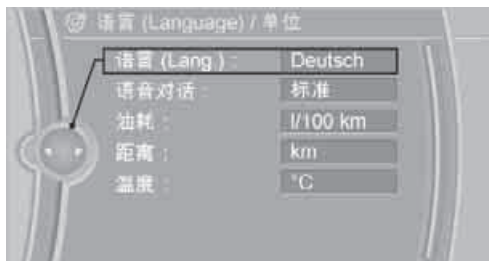 语言 (Language) / 单位
语言 (Lang.) : Deutsch
语音对话 : 标准
油耗 : l/100 km
距离 : km
温度 : °C